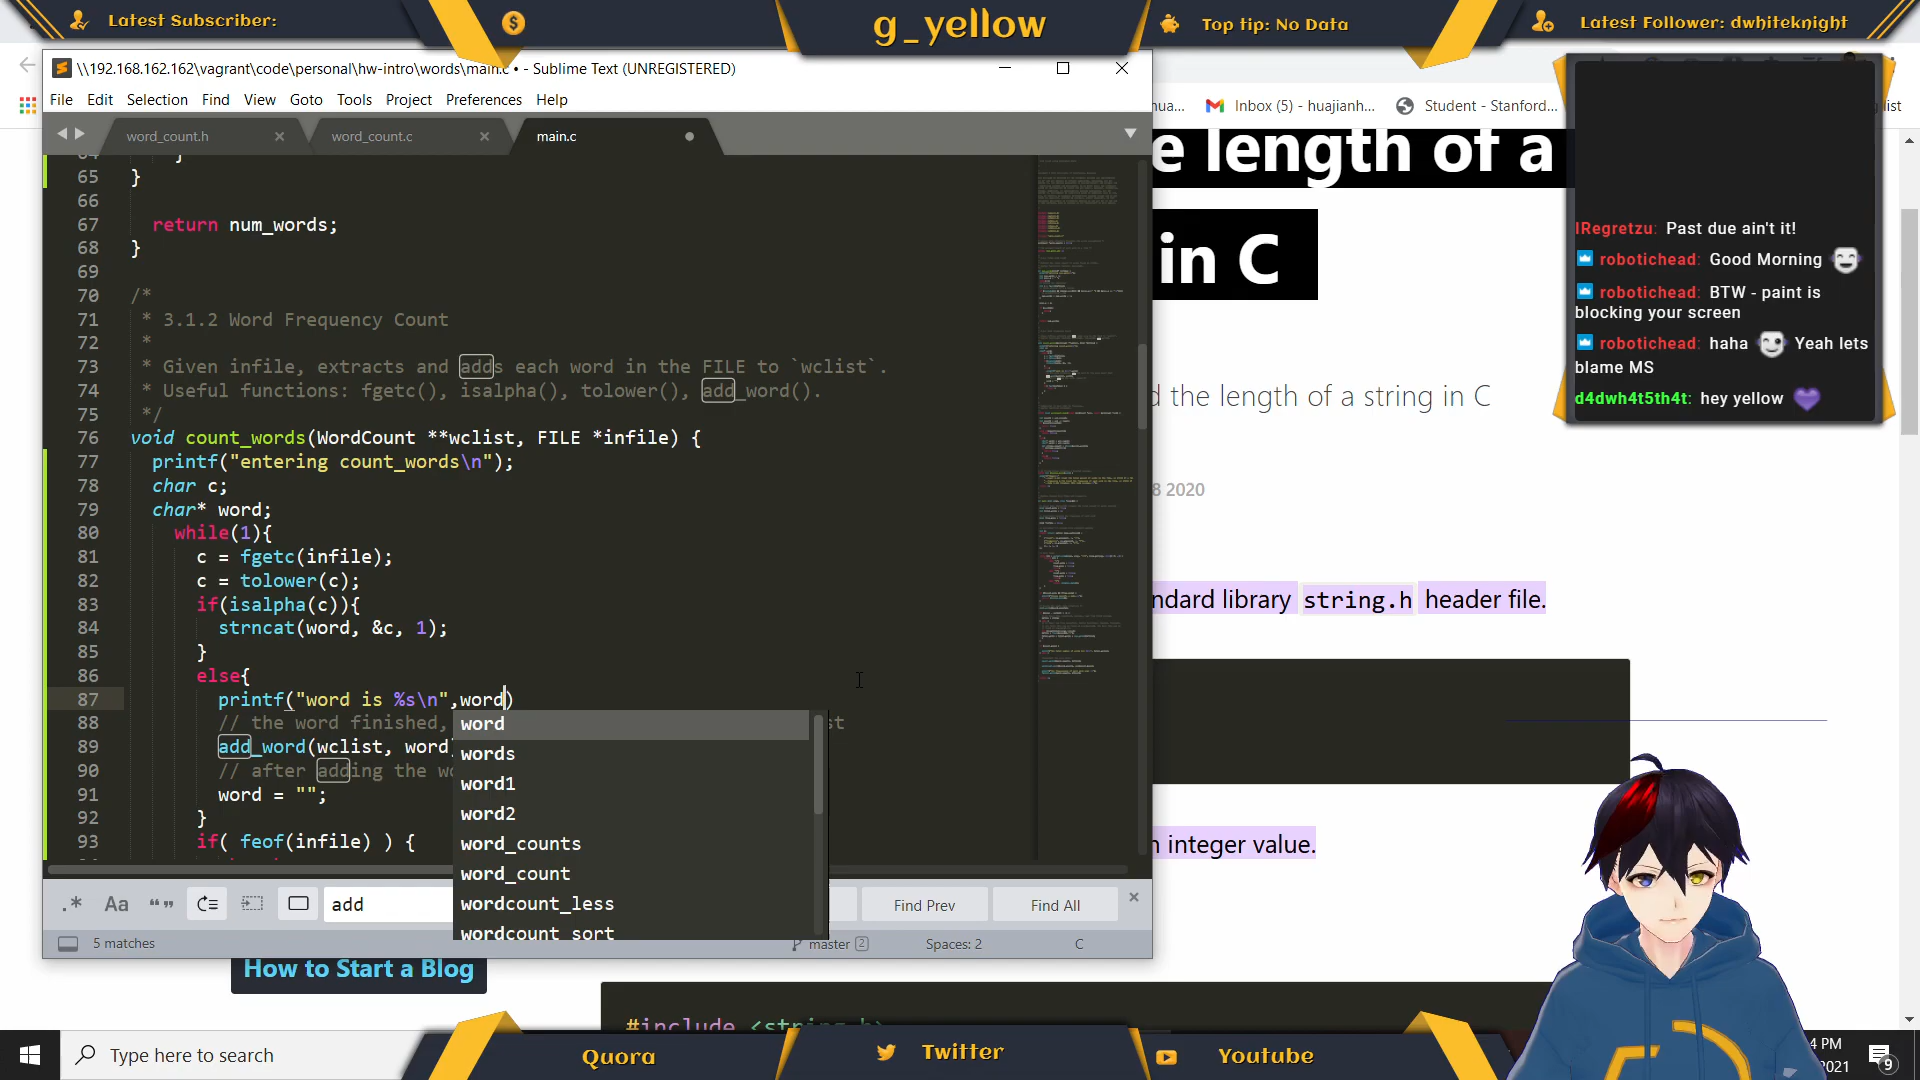 Latest Subscriber:
g_yellow
Top tip: No Data
Latest Follower: dwhiteknight
\\192.168.162.162\vagrant\code\personal\hw-intro\words\main.c • - Sublime Text (UNREGISTERED)
File Edit Selection Find View Goto Tools Project Preferences Help
Inbox (5) - huajianh...
Student - Stanford...
word_count.h
word_count.c
main.c
e length of a
in C
65 }
66
67 return num_words;
68 }
69
70 /*
71 * 3.1.2 Word Frequency Count
72 *
73 * Given infile, extracts and adds each word in the FILE to `wclist`.
74 * Useful functions: fgetc(), isalpha(), tolower(), add_word().
75 */
76 void count_words(WordCount **wclist, FILE *infile) {
77 printf("entering count_words\n");
78 char c;
79 char* word;
80 while(1){
81 c = fgetc(infile);
82 c = tolower(c);
83 if(isalpha(c)){
84 strncat(word, &c, 1);
85 }
86 else{
87 printf("word is %s\n",word)
88 // the word finished,
89 add_word(wclist, word
90 // after adding the wo
91 word = "";
92 }
93 if( feof(infile) ) {
word
words
word1
word2
word_counts
word_count
wordcount_less
wordcount_sort
add
Find Prev
Find All
5 matches
master 2
Spaces: 2
C
IRegretzu: Past due ain't it!
robotichead: Good Morning
robotichead: BTW - paint is
blocking your screen
robotichead: haha Yeah lets
blame MS
d4dwh4t5th4t: hey yellow
d the length of a string in C
8 2020
ndard library string.h header file.
n integer value.
How to Start a Blog
#include <string.h>
Type here to search
Quora
Twitter
Youtube
4 PM
2021
9